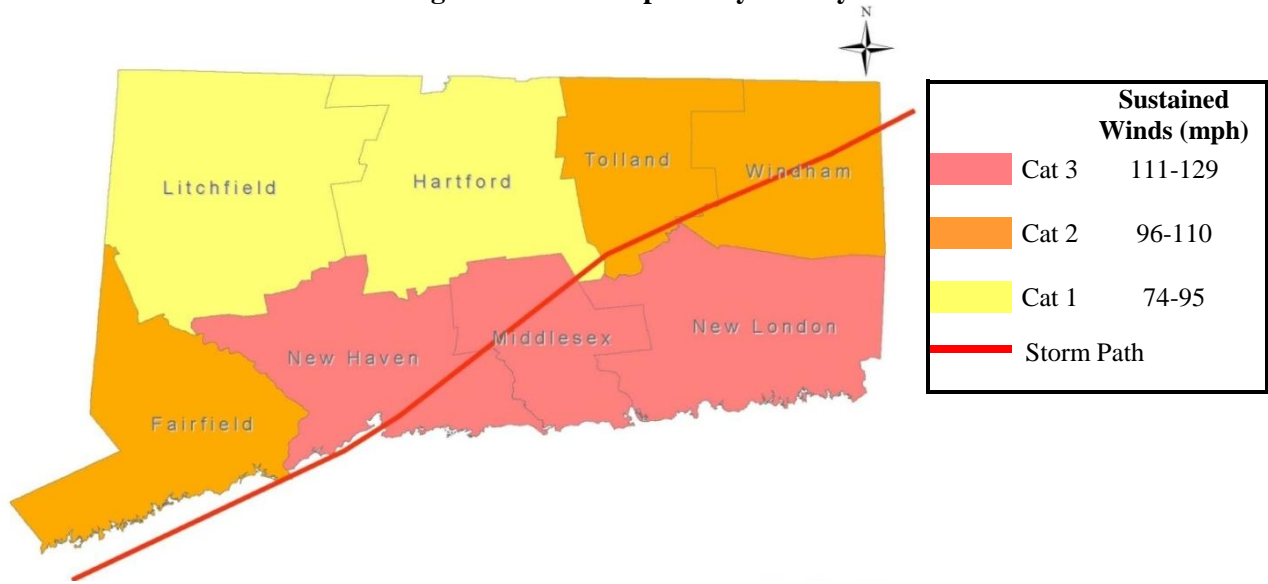 N
Sustained
Winds (mph)
Cat 3 111-129
Cat 2 96-110
Cat 1 74-95
Storm Path
Litchfield
Hartford
Tolland
Windham
New Haven
Middlesex
New London
Fairfield